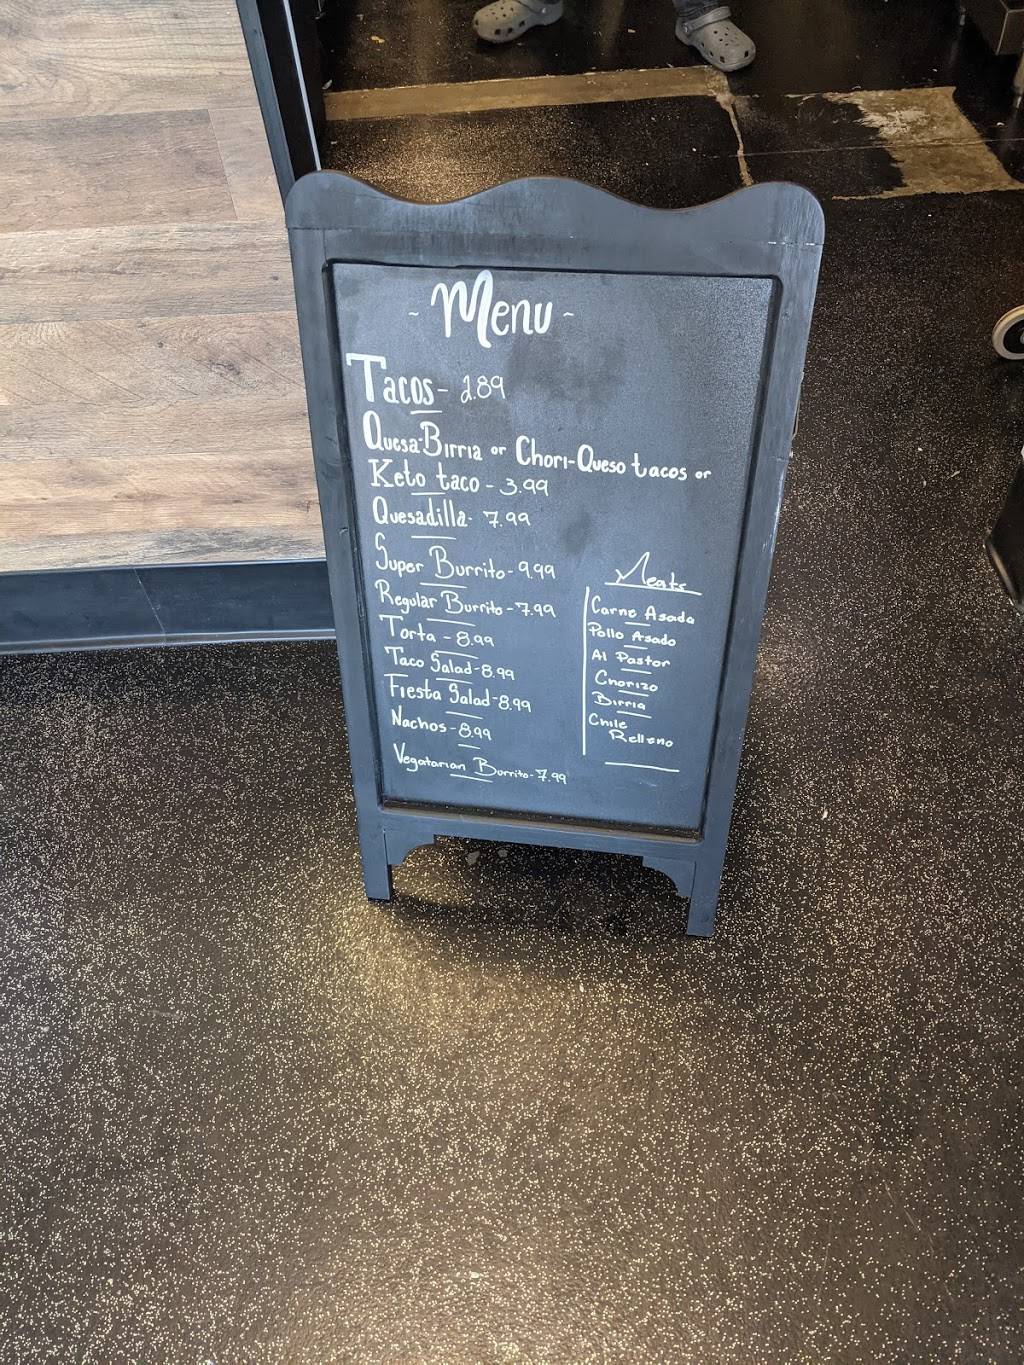 ~ Menu ~
Tacos - 2.89
Quesa-Birria or Chori-Queso tacos or
Keto taco - 3.99
Quesadilla - 7.99
Super Burrito - 9.99
Regular Burrito - 7.99
Torta - 8.99
Taco Salad - 8.99
Fiesta Salad - 8.99
Nachos - 8.99
Vegatarian Burrito - 7.99
Meats
Carne Asada
Pollo Asado
Al Pastor
Chorizo
Birria
Chile
Relleno